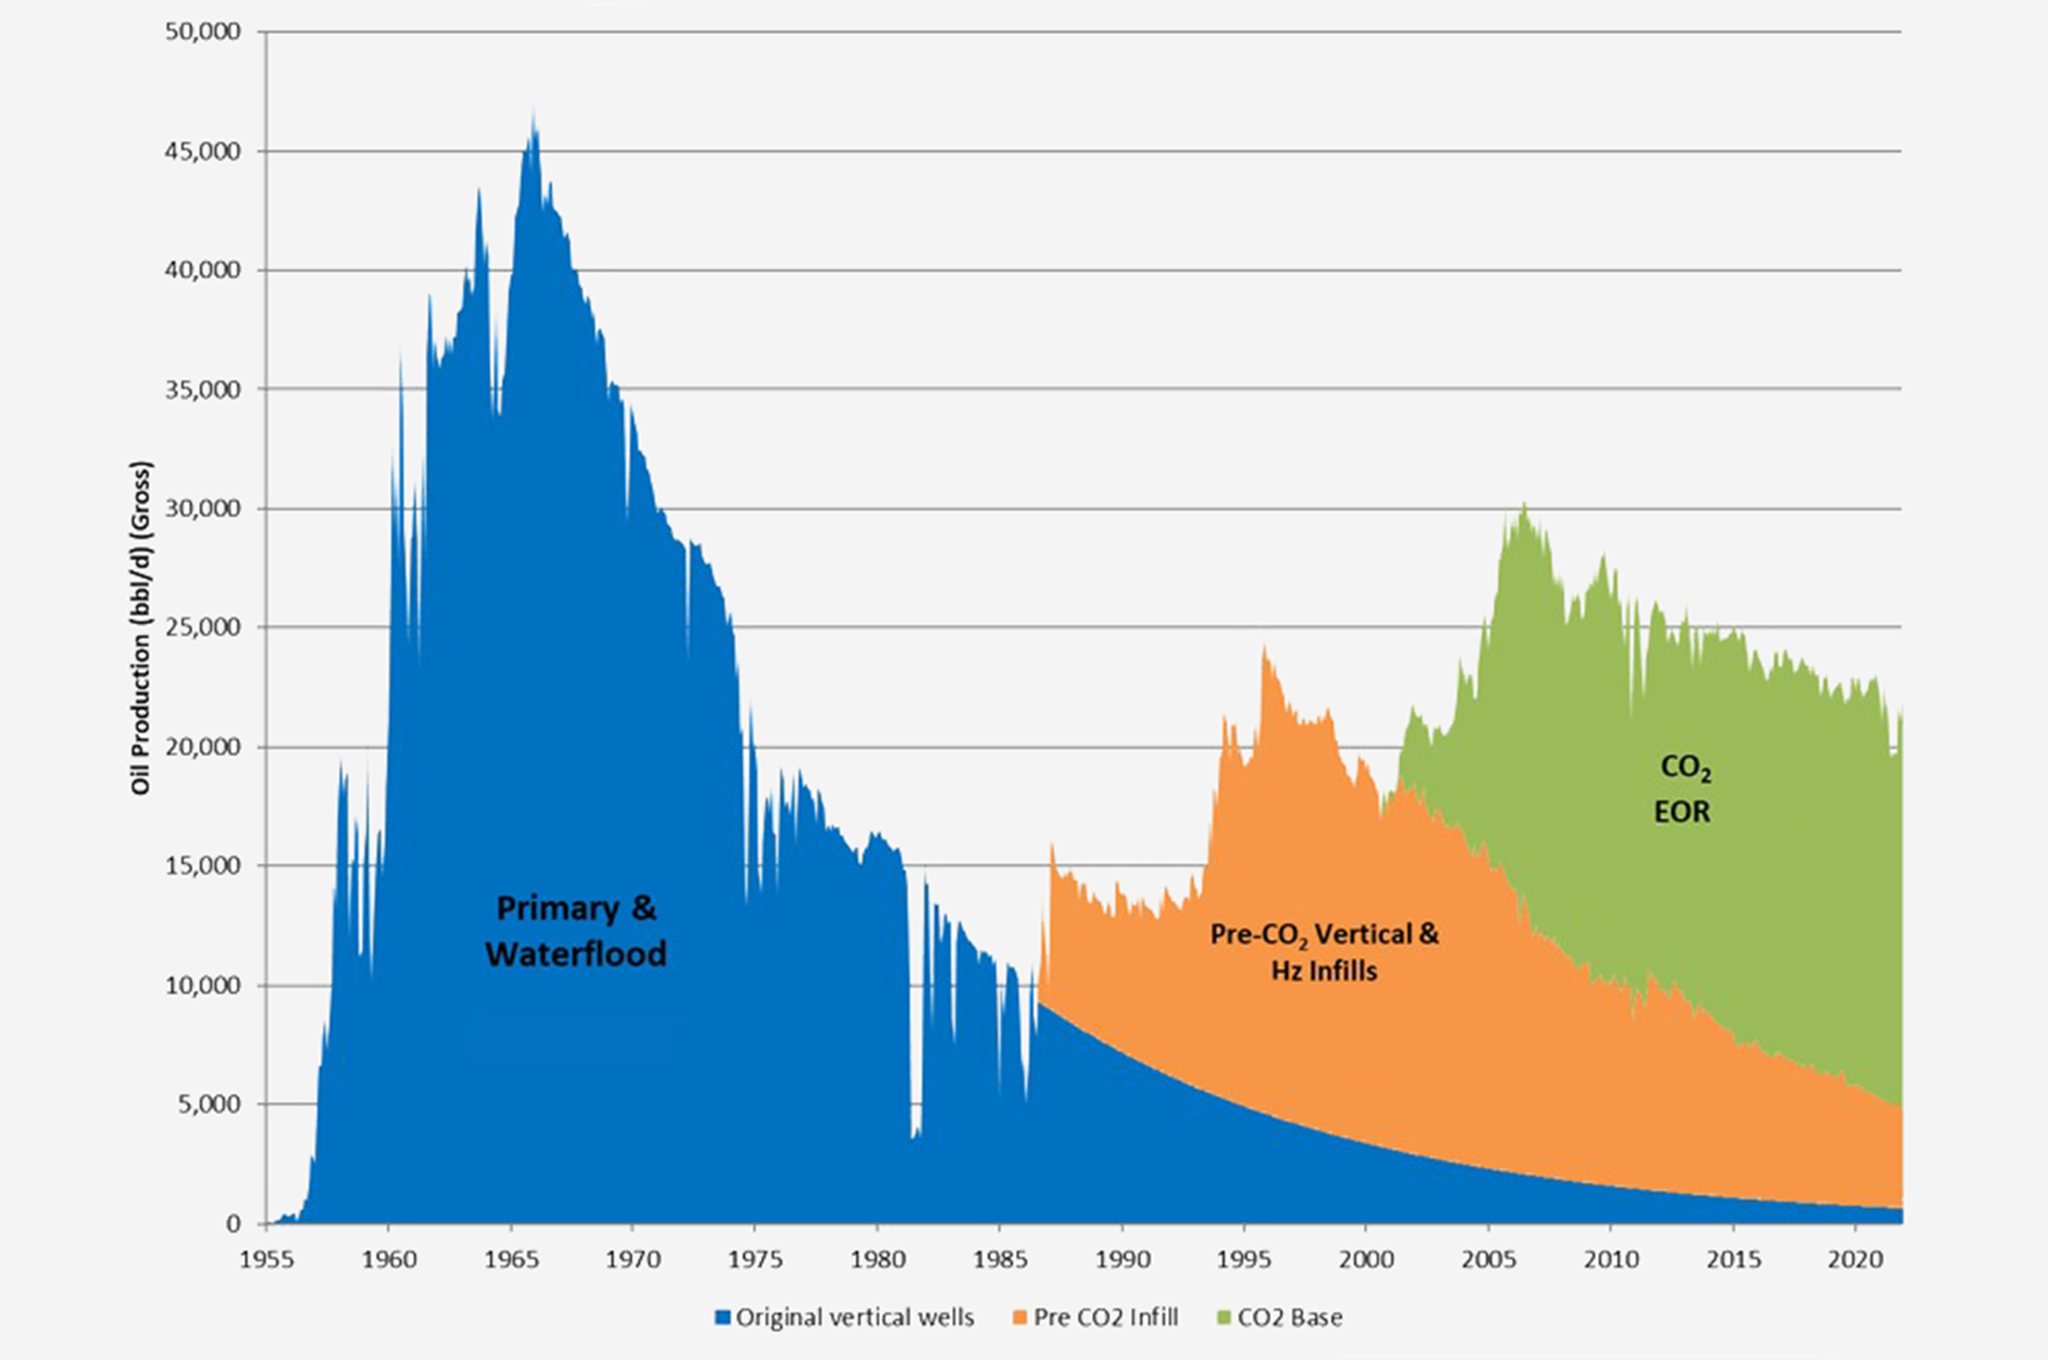 50,000
45,000
40,000
35,000
30,000
25,000
20,000
15,000
10,000
5,000
0
Oil Production (bbl/d) (Gross)
Primary &
Waterflood
Pre-CO₂ Vertical &
Hz Infills
CO₂
EOR
1955 1960 1965 1970 1975 1980 1985 1990 1995 2000 2005 2010 2015 2020
Original vertical wells Pre CO2 Infill CO2 Base